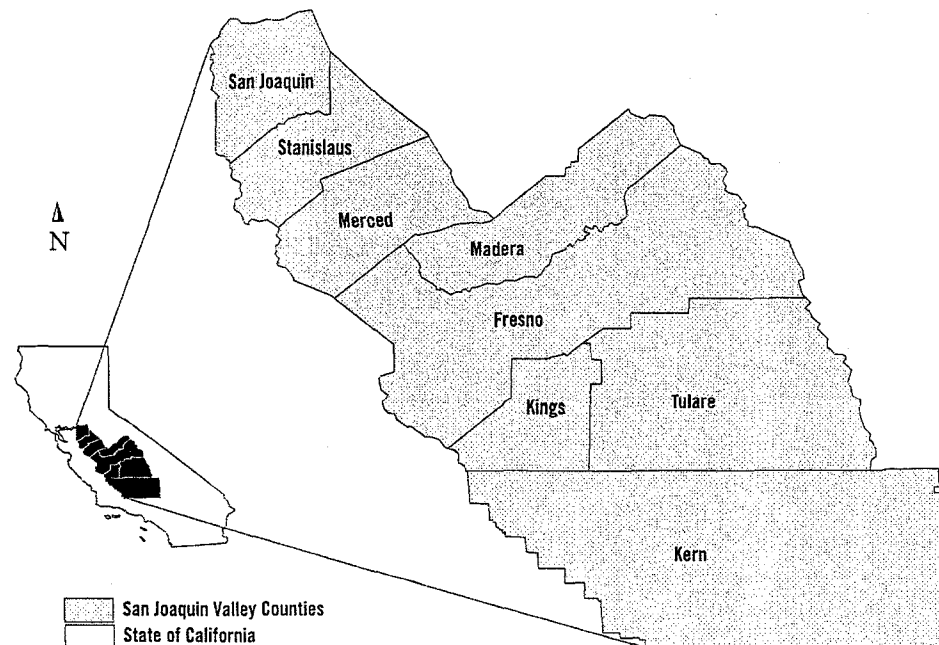 San Joaquin
Stanislaus
Merced
Madera
N
Fresno
Kings
Tulare
Kern
San Joaquin Valley Counties
State of California